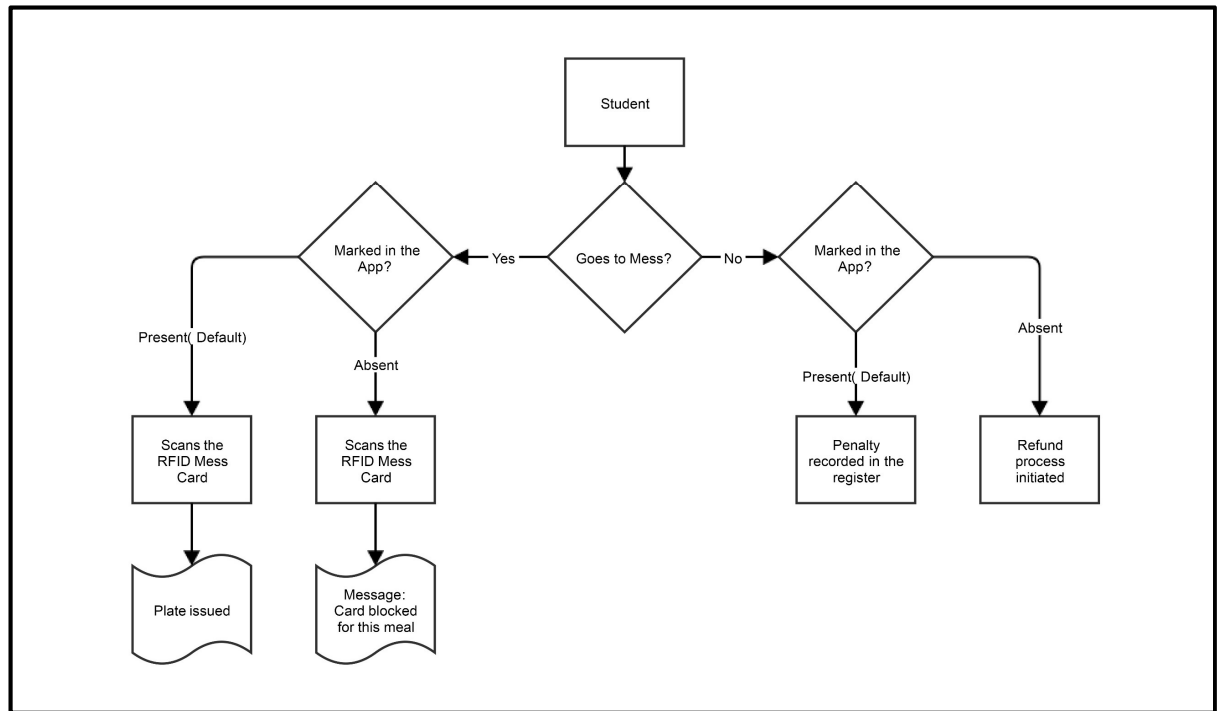 Student
Marked in the
App?
Yes
Goes to Mess?
No
Marked in the
App?
Present( Default)
Absent
Present( Default)
Absent
Scans the
RFID Mess
Card
Scans the
RFID Mess
Card
Penalty
recorded in the
register
Refund
process
initiated
Plate issued
Message:
Card blocked
for this meal